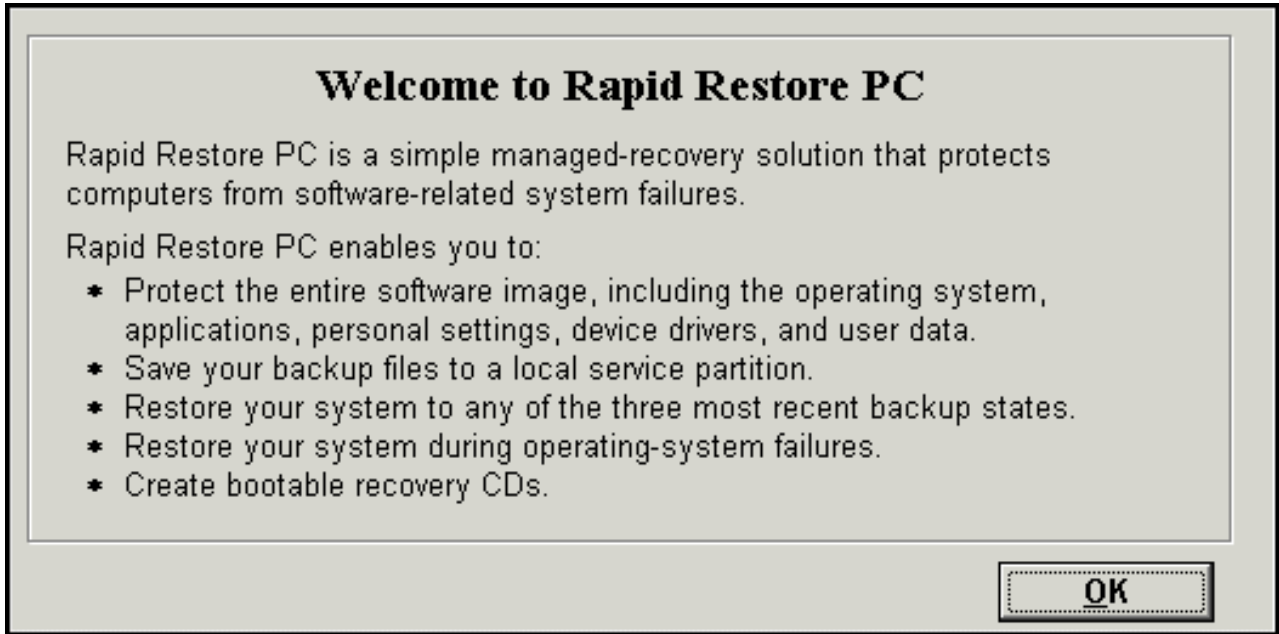 Welcome to Rapid Restore PC
Rapid Restore PC is a simple managed-recovery solution that protects
computers from software-related system failures.
Rapid Restore PC enables you to:
* Protect the entire software image, including the operating system,
applications, personal settings, device drivers, and user data.
* Save your backup files to a local service partition.
* Restore your system to any of the three most recent backup states.
* Restore your system during operating-system failures.
* Create bootable recovery CDs.
OK